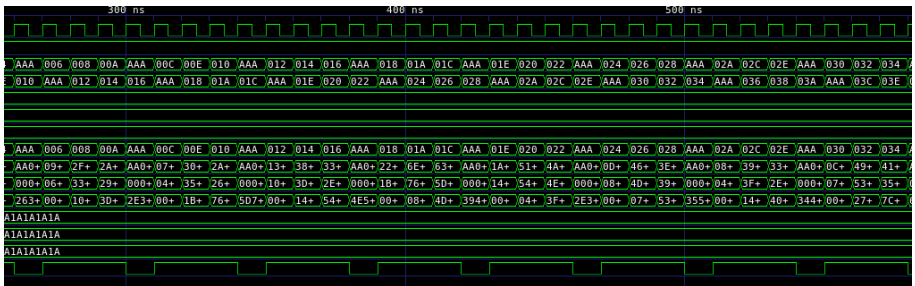 300 ns 400 ns 500 ns
AAA 006 008 00A AAA 00C 00E 010 AAA 012 014 016 AAA 018 01A 01C AAA 01E 020 022 AAA 024 026 028 AAA 02A 02C 02E AAA 030 032 034
010 AAA 012 014 016 AAA 018 01A 01C AAA 01E 020 022 AAA 024 026 028 AAA 02A 02C 02E AAA 030 032 034 AAA 036 038 03A AAA 03C 03E
AAA 006 008 00A AAA 00C 00E 010 AAA 012 014 016 AAA 018 01A 01C AAA 01E 020 022 AAA 024 026 028 AAA 02A 02C 02E AAA 030 032 034
AA0+ 09+ 2F+ 2A+ AA0+ 07+ 30+ 2A+ AA0+ 13+ 38+ 33+ AA0+ 22+ 6E+ 63+ AA0+ 1A+ 51+ 4A+ AA0+ 0D+ 46+ 3E+ AA0+ 08+ 39+ 33+ AA0+ 0C+ 49+ 41+
000+ 06+ 33+ 29+ 000+ 04+ 35+ 26+ 000+ 10+ 3D+ 2E+ 000+ 1B+ 76+ 5D+ 000+ 14+ 54+ 4E+ 000+ 08+ 4D+ 39+ 000+ 04+ 3F+ 2E+ 000+ 07+ 53+ 35+
263+ 00+ 10+ 3D+ 2E3+ 00+ 1B+ 76+ 5D7+ 00+ 14+ 54+ 4E5+ 00+ 08+ 4D+ 394+ 00+ 04+ 3F+ 2E3+ 00+ 07+ 53+ 355+ 00+ 14+ 40+ 344+ 00+ 27+ 7C+
A1A1A1A1A
A1A1A1A1A
A1A1A1A1A